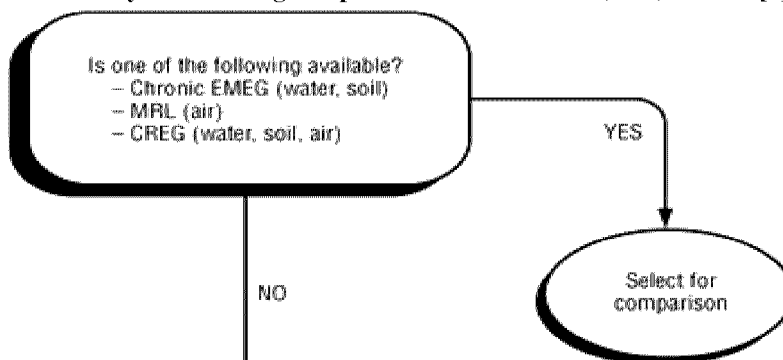 Is one of the following available?
– Chronic EMEG (water, soil)
– MRL (air)
– CREG (water, soil, air)
YES
Select for
comparison
NO